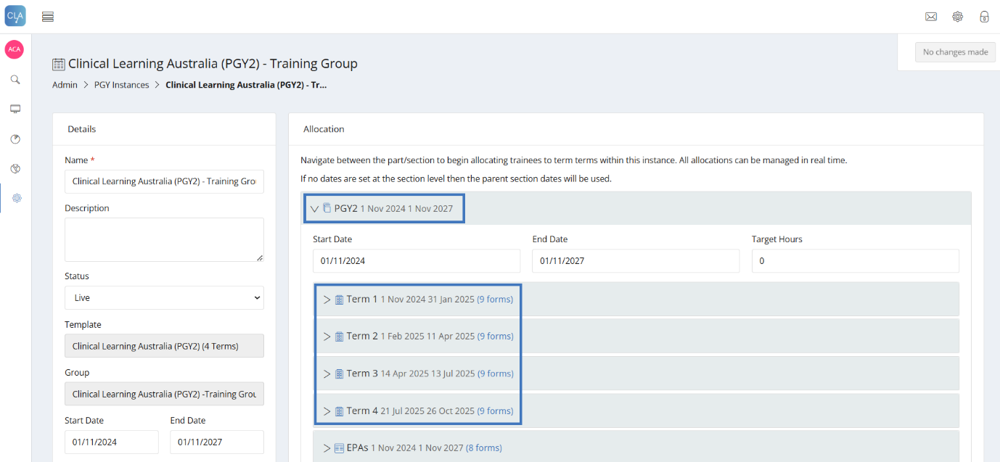 CLA
ACA
No changes made
Clinical Learning Australia (PGY2) - Training Group
Admin > PGY Instances > Clinical Learning Australia (PGY2) - Tr...
Details
Name *
Clinical Learning Australia (PGY2) - Training Gro
Description
Status
Live
Template
Clinical Learning Australia (PGY2) (4 Terms)
Group
Clinical Learning Australia (PGY2) -Training Grou
Start Date End Date
01/11/2024 01/11/2027
Allocation
Navigate between the part/section to begin allocating trainees to term terms within this instance. All allocations can be managed in real time.
If no dates are set at the section level then the parent section dates will be used.
PGY2 1 Nov 2024 1 Nov 2027
Start Date End Date Target Hours
01/11/2024 01/11/2027 0
Term 1 1 Nov 2024 31 Jan 2025 (9 forms)
Term 2 1 Feb 2025 11 Apr 2025 (9 forms)
Term 3 14 Apr 2025 13 Jul 2025 (9 forms)
Term 4 21 Jul 2025 26 Oct 2025 (9 forms)
EPAs 1 Nov 2024 1 Nov 2027 (8 forms)